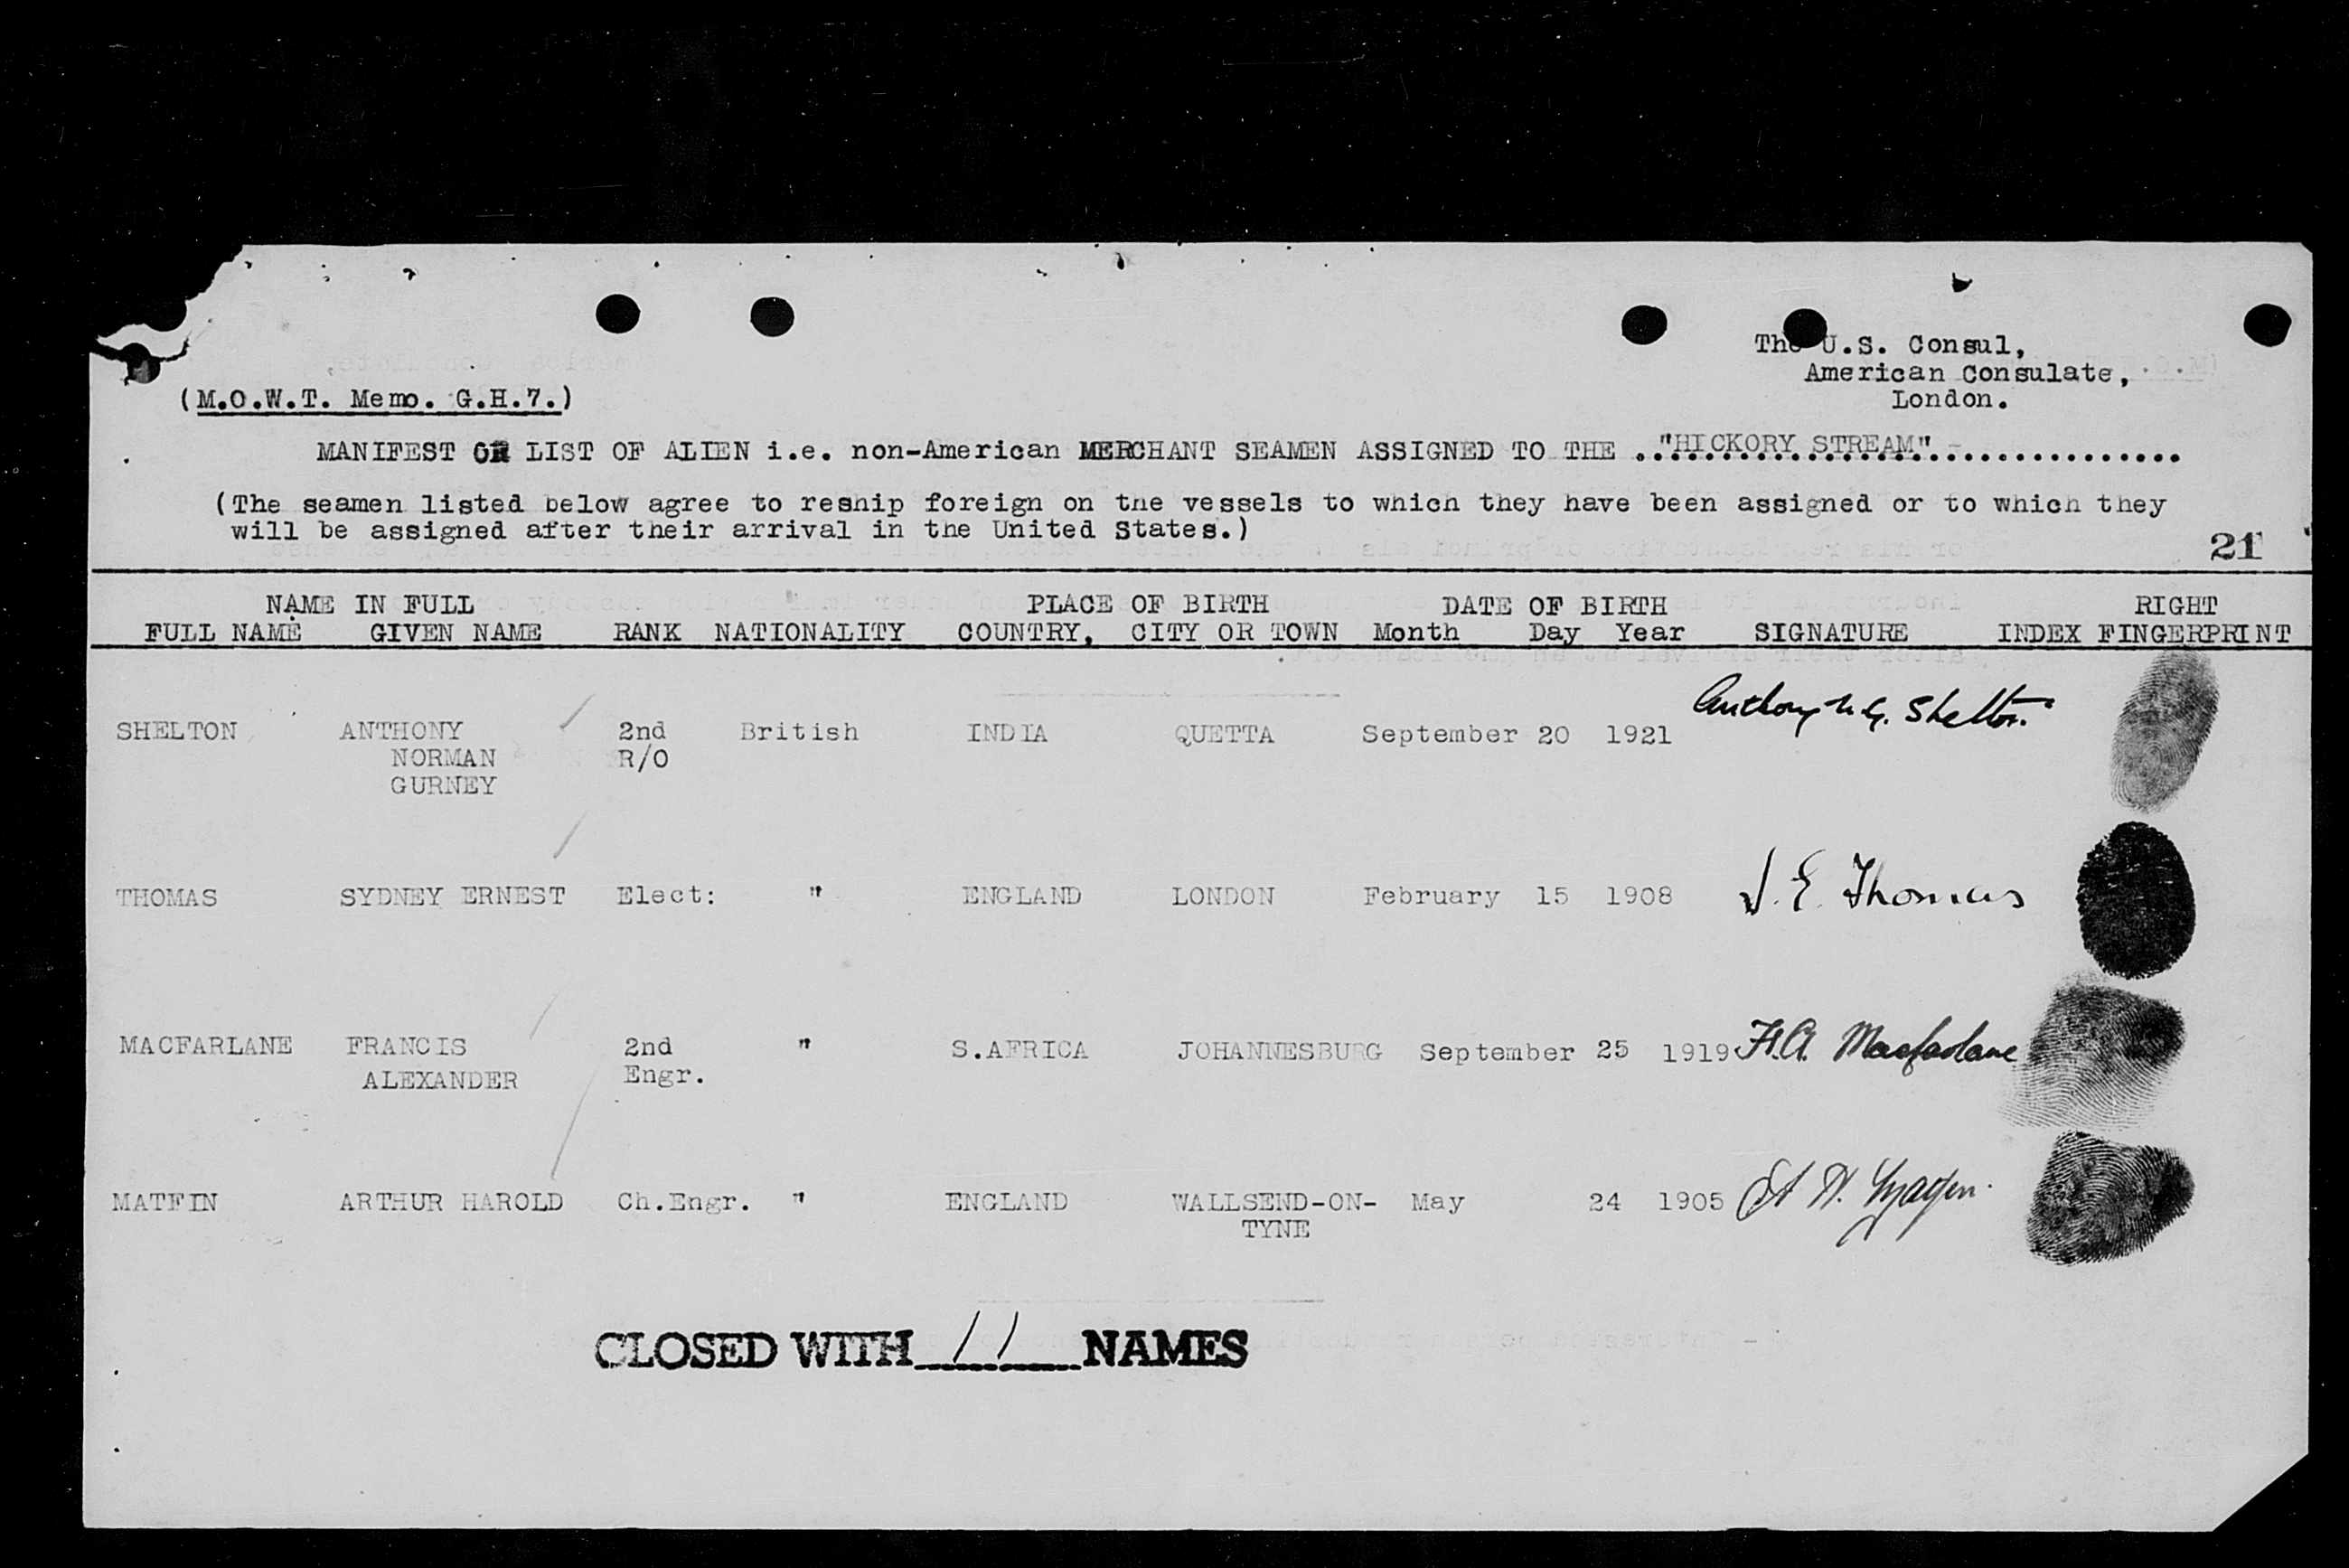 The U.S. Consul,
American Consulate,
London.
(M.O.W.T. Memo. G.H.7.)
MANIFEST OR LIST OF ALIEN i.e. non-American MERCHANT SEAMEN ASSIGNED TO THE .."HICKORY STREAM"-...............
(The seamen listed below agree to reship foreign on the vessels to which they have been assigned or to which they
will be assigned after their arrival in the United States.)
21
NAME IN FULL PLACE OF BIRTH DATE OF BIRTH RIGHT
FULL NAME GIVEN NAME RANK NATIONALITY COUNTRY, CITY OR TOWN Month Day Year SIGNATURE INDEX FINGERPRINT
SHELTON ANTHONY 2nd British INDIA QUETTA September 20 1921 Anthony N. G. Shelton.
NORMAN R/O
GURNEY
THOMAS SYDNEY ERNEST Elect: " ENGLAND LONDON February 15 1908 S. E. Thomas
MACFARLANE FRANCIS 2nd " S.AFRICA JOHANNESBURG September 25 1919 F.A. Macfarlane
ALEXANDER Engr.
MATFIN ARTHUR HAROLD Ch.Engr. " ENGLAND WALLSEND-ON- May 24 1905 A H. Matfin.
TYNE
CLOSED WITH 11 NAMES